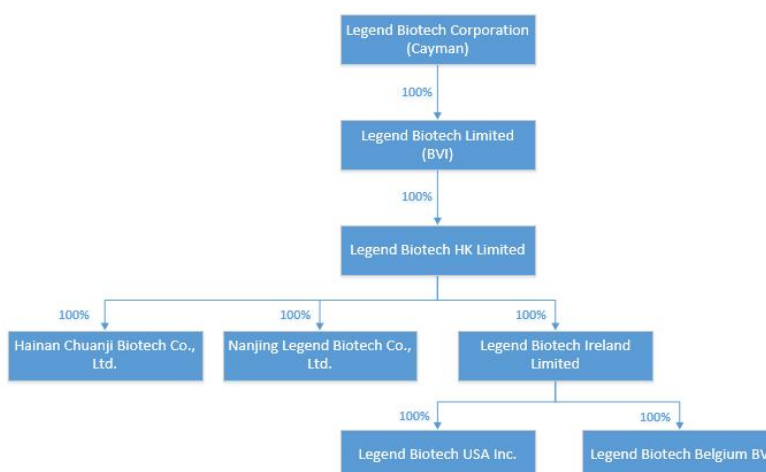 Legend Biotech Corporation
(Cayman)
100%
Legend Biotech Limited
(BVI)
100%
Legend Biotech HK Limited
100%
100%
100%
Hainan Chuanji Biotech Co.,
Ltd.
Nanjing Legend Biotech Co.,
Ltd.
Legend Biotech Ireland
Limited
100%
100%
Legend Biotech USA Inc.
Legend Biotech Belgium BV